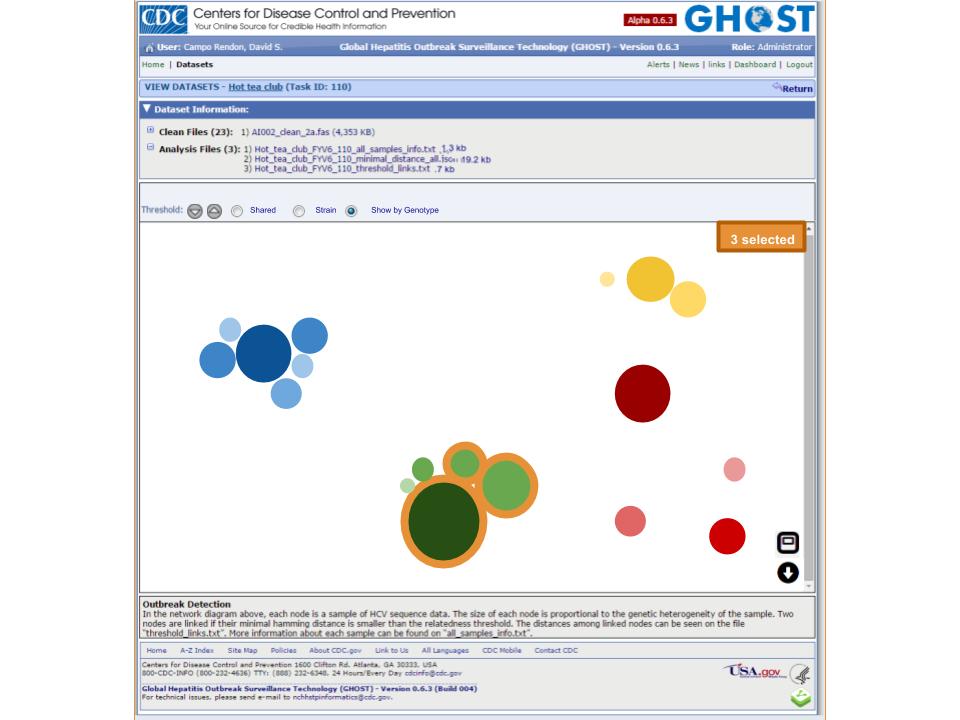 CDC Centers for Disease Control and Prevention
Your Online Source for Credible Health Information
Alpha 0.6.3
GHOST
User: Campo Rendon, David S. Global Hepatitis Outbreak Surveillance Technology (GHOST) - Version 0.6.3 Role: Administrator
Home | Datasets Alerts | News | links | Dashboard | Logout
VIEW DATASETS - Hot tea club (Task ID: 110) Return
Dataset Information:
Clean Files (23): 1) AI002_clean_2a.fas (4,353 KB)
Analysis Files (3): 1) Hot_tea_club_FYV6_110_all_samples_info.txt .1,3 kb
2) Hot_tea_club_FYV6_110_minimal_distance_all. 19.2 kb
3) Hot_tea_club_FYV6_110_threshold_links.txt .7 kb
Threshold: Shared Strain Show by Genotype
3 selected
Outbreak Detection
In the network diagram above, each node is a sample of HCV sequence data. The size of each node is proportional to the genetic heterogeneity of the sample. Two
nodes are linked if their minimal hamming distance is smaller than the relatedness threshold. The distances among linked nodes can be seen on the file
"threshold_links.txt". More information about each sample can be found on "all_samples_info.txt".
Home A-Z Index Site Map Policies About CDC.gov Link to Us All Languages CDC Mobile Contact CDC
Centers for Disease Control and Prevention 1600 Clifton Rd. Atlanta, GA 30333, USA
800-CDC-INFO (800-232-4636) TTY: (888) 232-6348, 24 Hours/Every Day cdcinfo@cdc.gov
USA.gov
Global Hepatitis Outbreak Surveillance Technology (GHOST) - Version 0.6.3 (Build 004)
For technical issues, please send e-mail to nchhstpinformatics@cdc.gov.